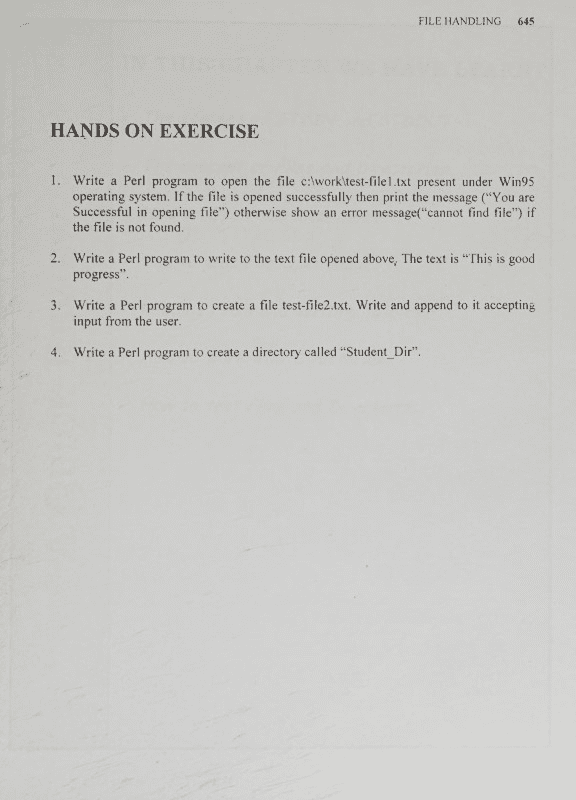 FILE HANDLING 645
HANDS ON EXERCISE
1. Write a Perl program to open the file c:\work\test-file1.txt present under Win95
operating system. If the file is opened successfully then print the message ("You are
Successful in opening file") otherwise show an error message("cannot find file") if
the file is not found.
2. Write a Perl program to write to the text file opened above, The text is "This is good
progress".
3. Write a Perl program to create a file test-file2.txt. Write and append to it accepting
input from the user.
4. Write a Perl program to create a directory called "Student_Dir".